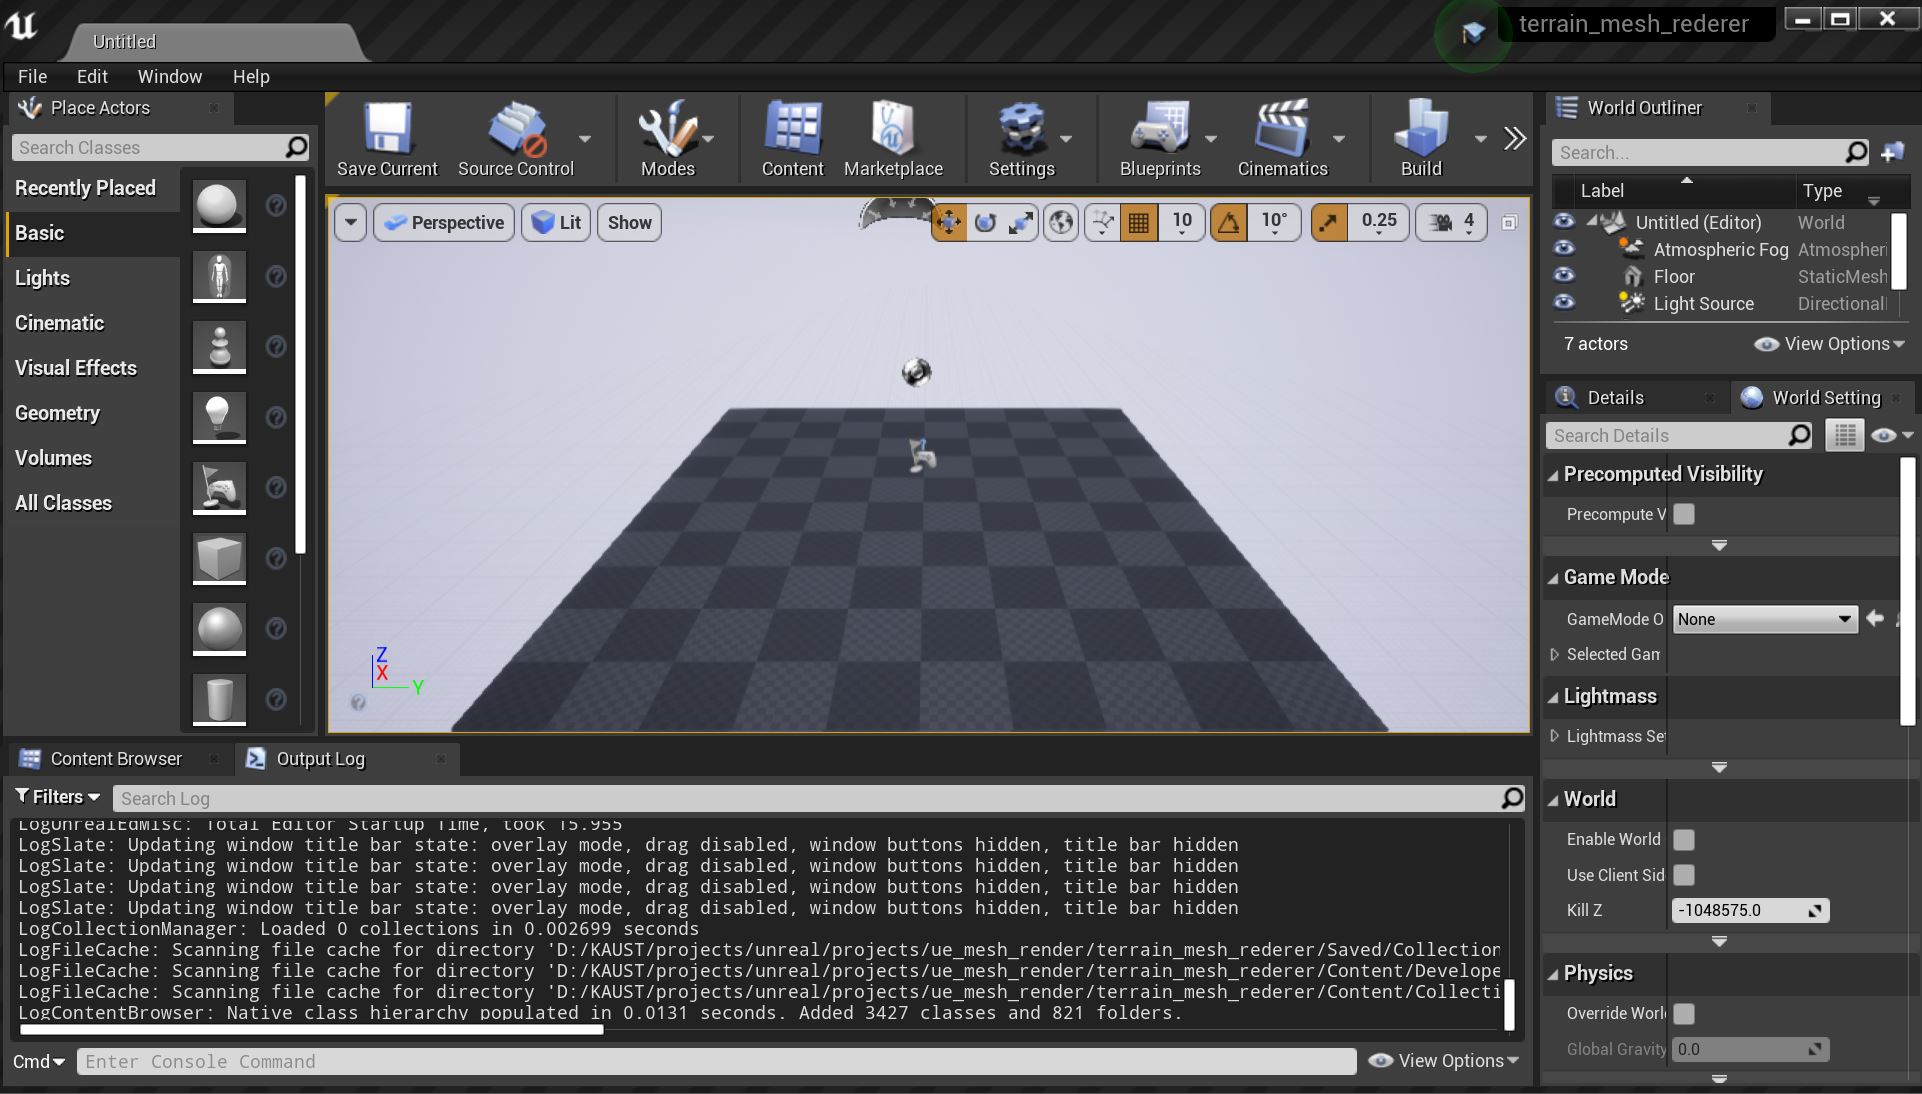 Untitled
terrain_mesh_rederer
File Edit Window Help
Place Actors
Search Classes
Recently Placed
Basic
Lights
Cinematic
Visual Effects
Geometry
Volumes
All Classes
Save Current
Source Control
Modes
Content
Marketplace
Settings
Blueprints
Cinematics
Build
Perspective
Lit
Show
10
10°
0.25
4
Z
X
Y
World Outliner
Search...
Label Type
Untitled (Editor) World
Atmospheric Fog Atmospheri
Floor StaticMesh
Light Source Directional
7 actors
View Options
Details
World Setting
Search Details
Precomputed Visibility
Precompute V
Game Mode
GameMode O None
Selected Gam
Lightmass
Lightmass Set
World
Enable World
Use Client Sid
Kill Z -1048575.0
Physics
Override Worl
Global Gravity 0.0
Content Browser
Output Log
Filters
Search Log
LogUnrealEdMisc: Total Editor Startup Time, took 15.955
LogSlate: Updating window title bar state: overlay mode, drag disabled, window buttons hidden, title bar hidden
LogSlate: Updating window title bar state: overlay mode, drag disabled, window buttons hidden, title bar hidden
LogSlate: Updating window title bar state: overlay mode, drag disabled, window buttons hidden, title bar hidden
LogSlate: Updating window title bar state: overlay mode, drag disabled, window buttons hidden, title bar hidden
LogCollectionManager: Loaded 0 collections in 0.002699 seconds
LogFileCache: Scanning file cache for directory 'D:/KAUST/projects/unreal/projects/ue_mesh_render/terrain_mesh_rederer/Saved/Collection
LogFileCache: Scanning file cache for directory 'D:/KAUST/projects/unreal/projects/ue_mesh_render/terrain_mesh_rederer/Content/Develope
LogFileCache: Scanning file cache for directory 'D:/KAUST/projects/unreal/projects/ue_mesh_render/terrain_mesh_rederer/Content/Collecti
LogContentBrowser: Native class hierarchy populated in 0.0131 seconds. Added 3427 classes and 821 folders.
Cmd
Enter Console Command
View Options